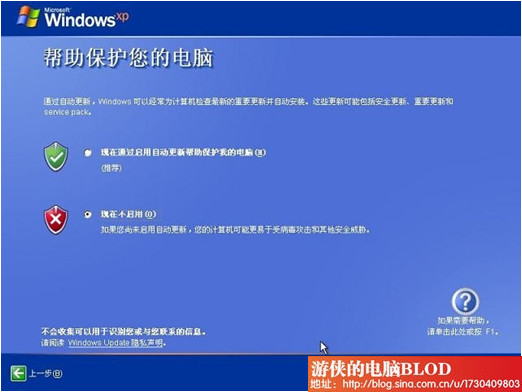 Microsoft
Windows xp
帮助保护您的电脑
通过自动更新，Windows 可以经常为计算机检查最新的重要更新并自动安装。这些更新可能包括安全更新、重要更新和
service pack。
现在通过启用自动更新帮助保护我的电脑(H)
(推荐)
现在不启用(O)
如果您尚未启用自动更新，您的计算机可能更易于受病毒攻击和其他安全威胁。
如果需要帮助，
请单击此处或按 F1。
不会收集可以用于识别您或与您联系的信息。
请阅读 Windows Update 隐私声明。
上一步(B)
游侠的电脑BLOD
地址：http://blog.sina.com.cn/u/1730409803